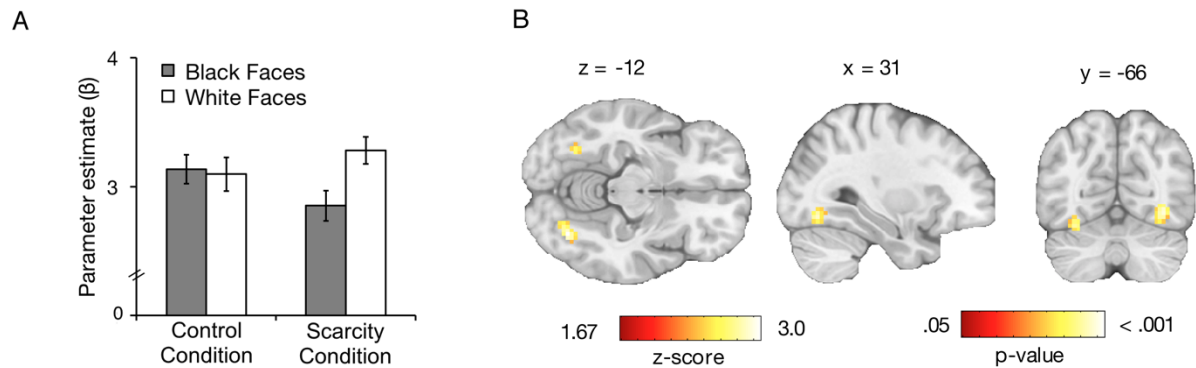 A
B
4
3
0
Parameter estimate (β)
Black Faces
White Faces
Control
Condition
Scarcity
Condition
z = -12
x = 31
y = -66
1.67
3.0
z-score
.05
< .001
p-value